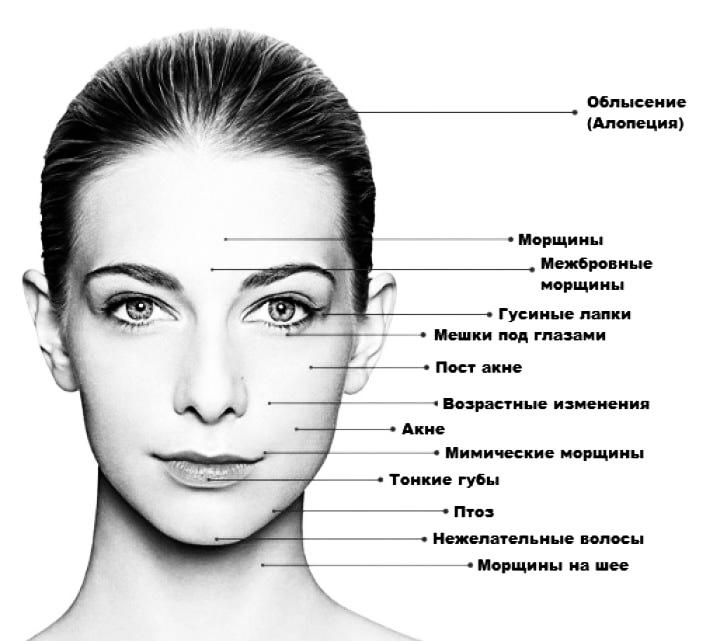 Облысение
(Алопеция)
Морщины
Межбровные
морщины
Гусиные лапки
Мешки под глазами
Пост акне
Возрастные изменения
Акне
Мимические морщины
Тонкие губы
Птоз
Нежелательные волосы
Морщины на шее